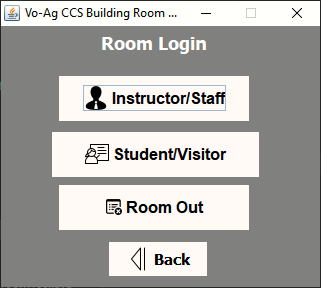 Vo-Ag CCS Building Room ...
Room Login
Instructor/Staff
Student/Visitor
Room Out
Back